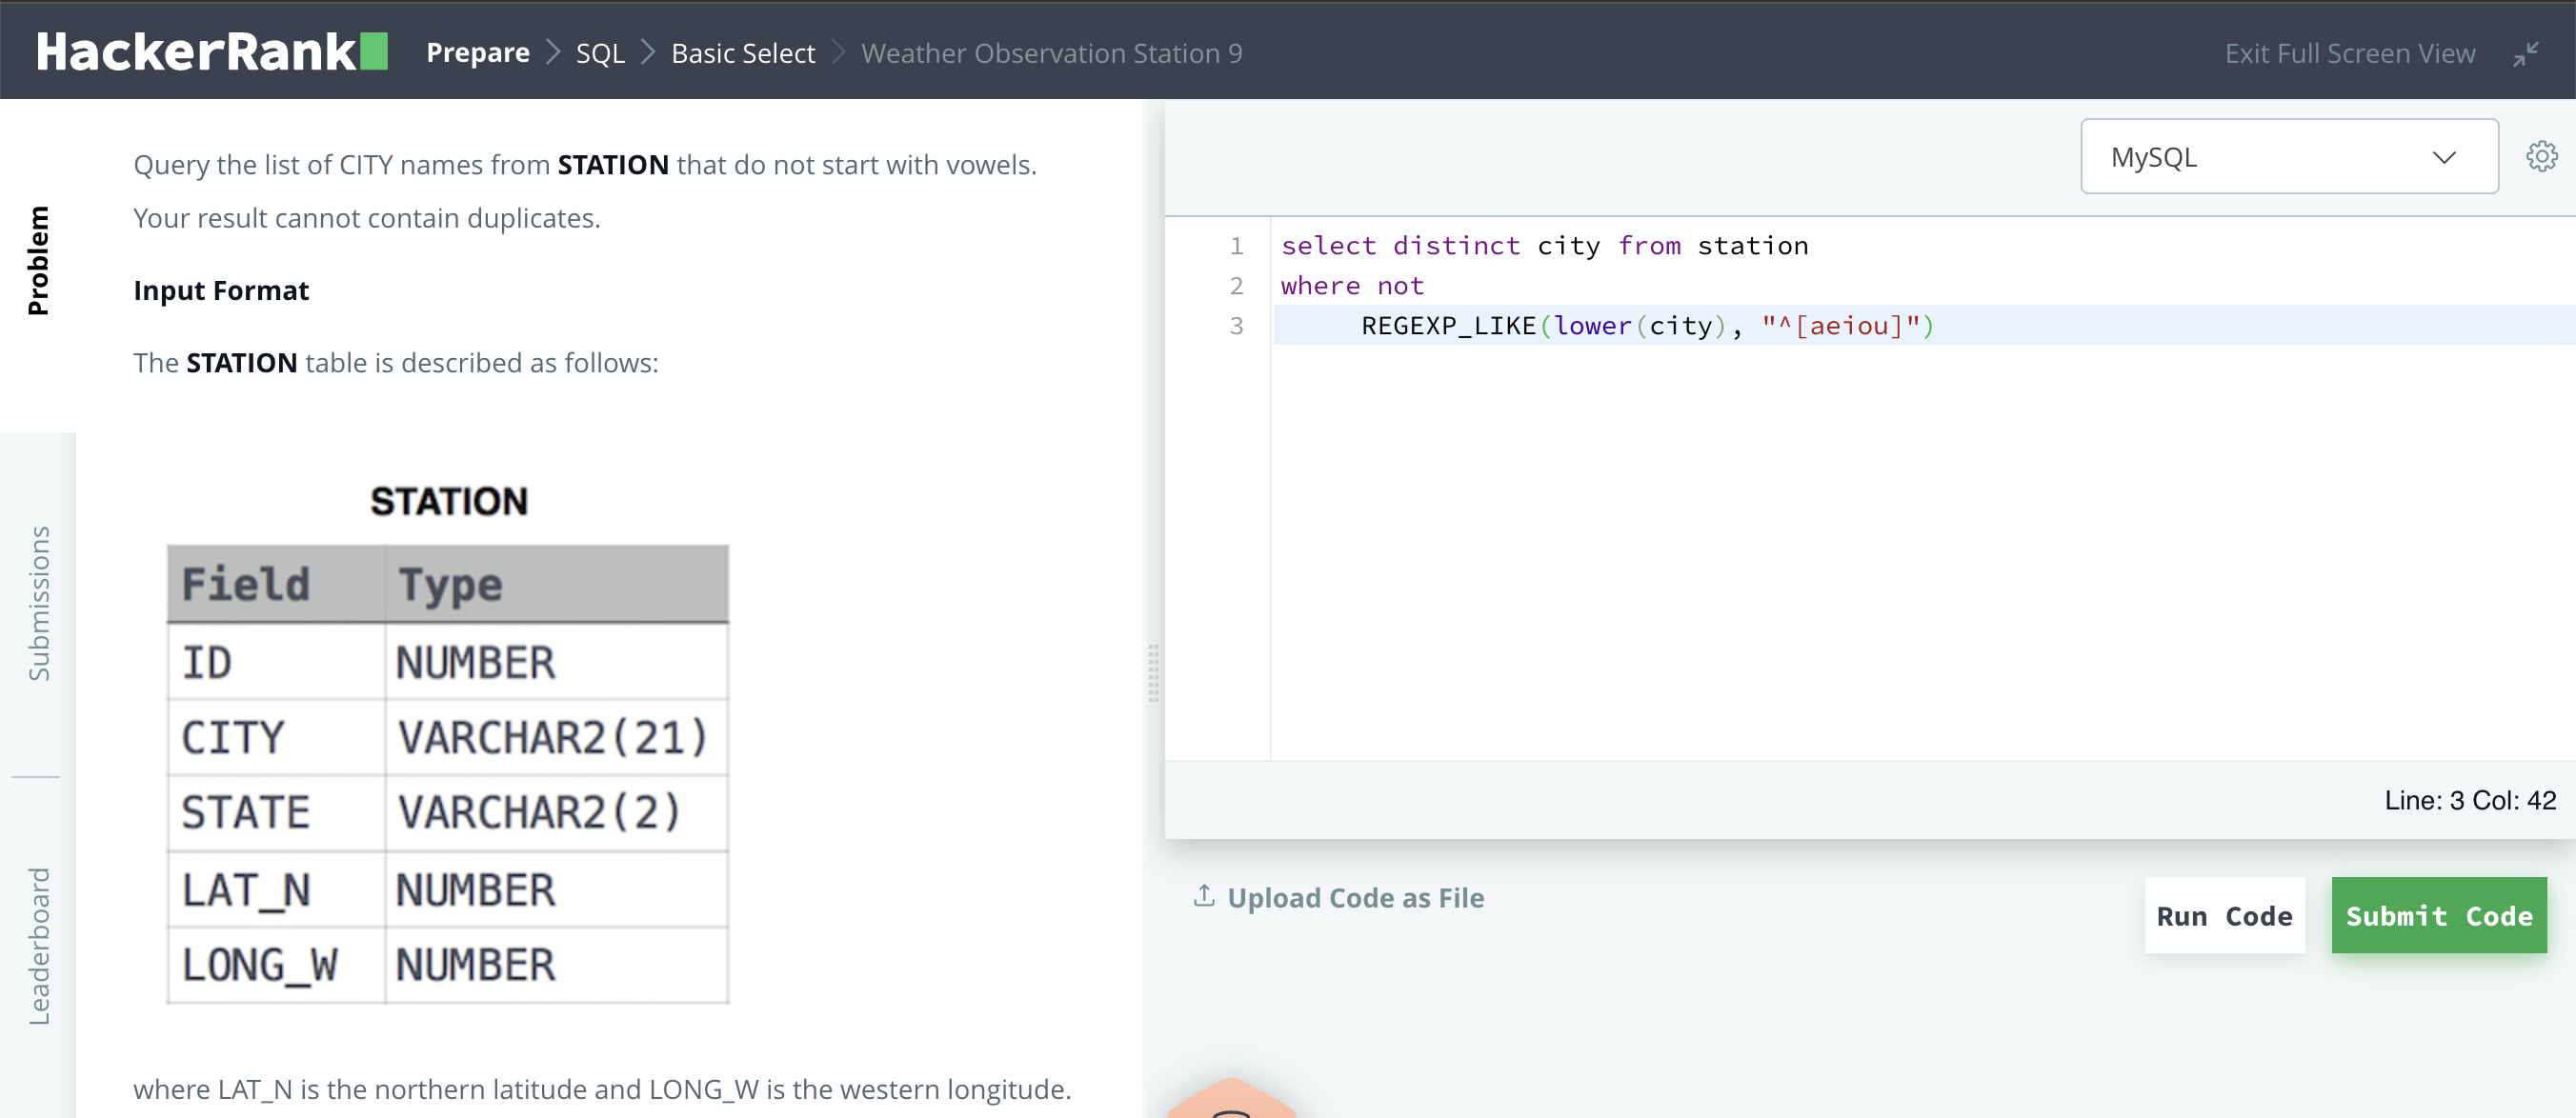 HackerRank Prepare SQL Basic Select Weather Observation Station 9 Exit Full Screen View
Problem
Submissions
Leaderboard
Query the list of CITY names from STATION that do not start with vowels.
Your result cannot contain duplicates.
Input Format
The STATION table is described as follows:
STATION
Field Type
ID NUMBER
CITY VARCHAR2(21)
STATE VARCHAR2(2)
LAT_N NUMBER
LONG_W NUMBER
where LAT_N is the northern latitude and LONG_W is the western longitude.
MySQL
1 select distinct city from station
2 where not
3 REGEXP_LIKE(lower(city), "^[aeiou]")
Line: 3 Col: 42
Upload Code as File
Run Code
Submit Code